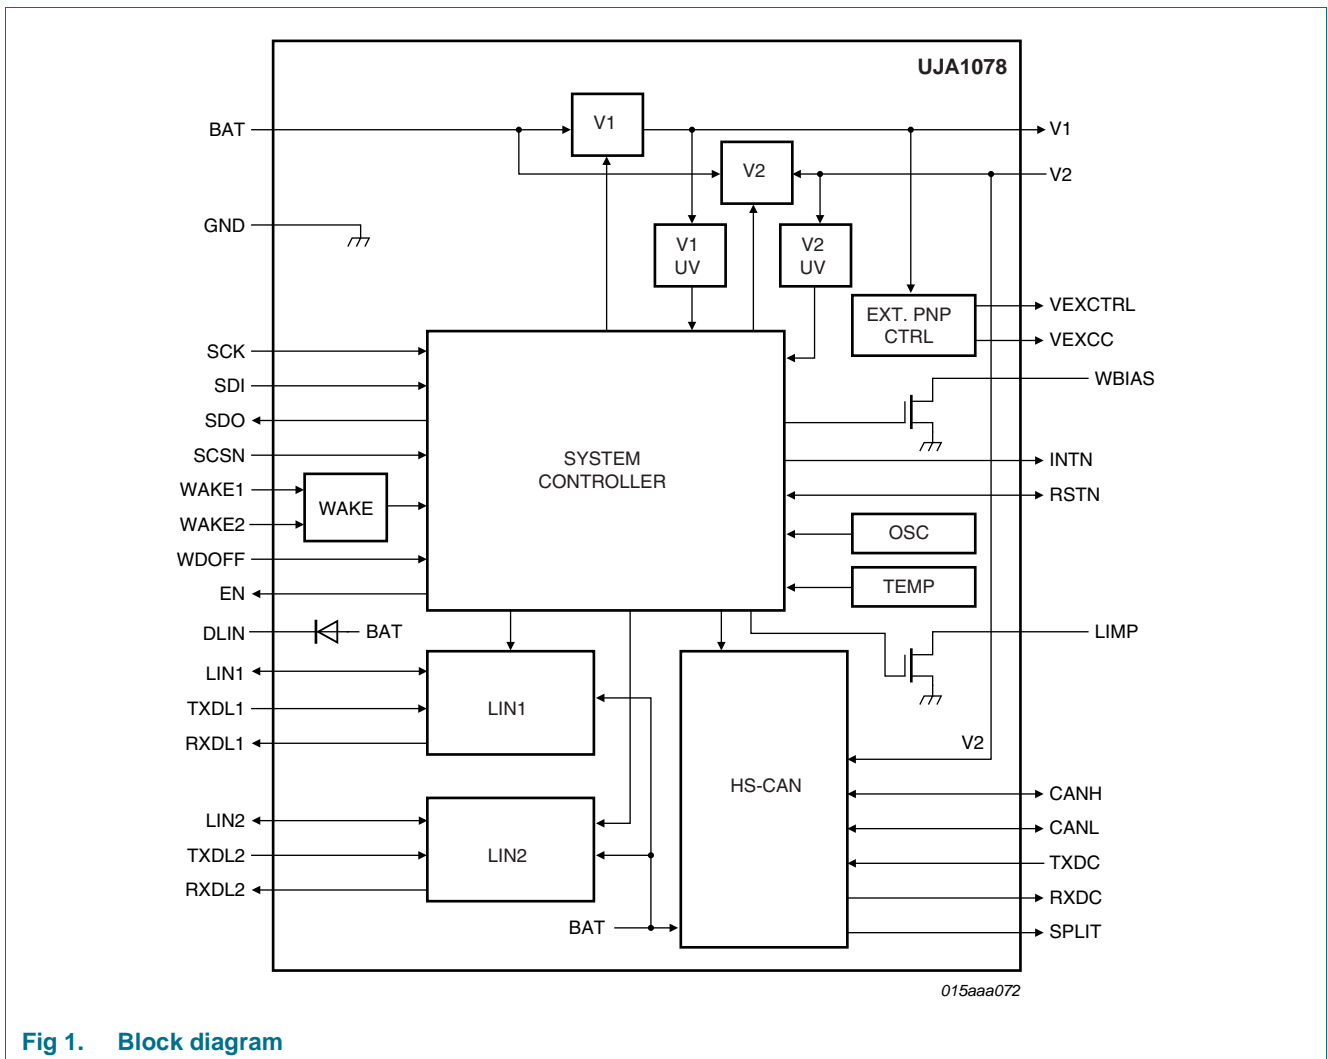 UJA1078
BAT
V1
V1
V2
V2
GND
V1
UV
V2
UV
EXT. PNP
CTRL
VEXCTRL
VEXCC
SCK
SDI
SDO
SCSN
WAKE1
WAKE2
WAKE
WDOFF
EN
SYSTEM
CONTROLLER
WBIAS
INTN
RSTN
OSC
TEMP
DLIN
BAT
LIMP
LIN1
TXDL1
RXDL1
LIN1
V2
HS-CAN
LIN2
TXDL2
RXDL2
LIN2
BAT
CANH
CANL
TXDC
RXDC
SPLIT
015aaa072
Fig 1. Block diagram